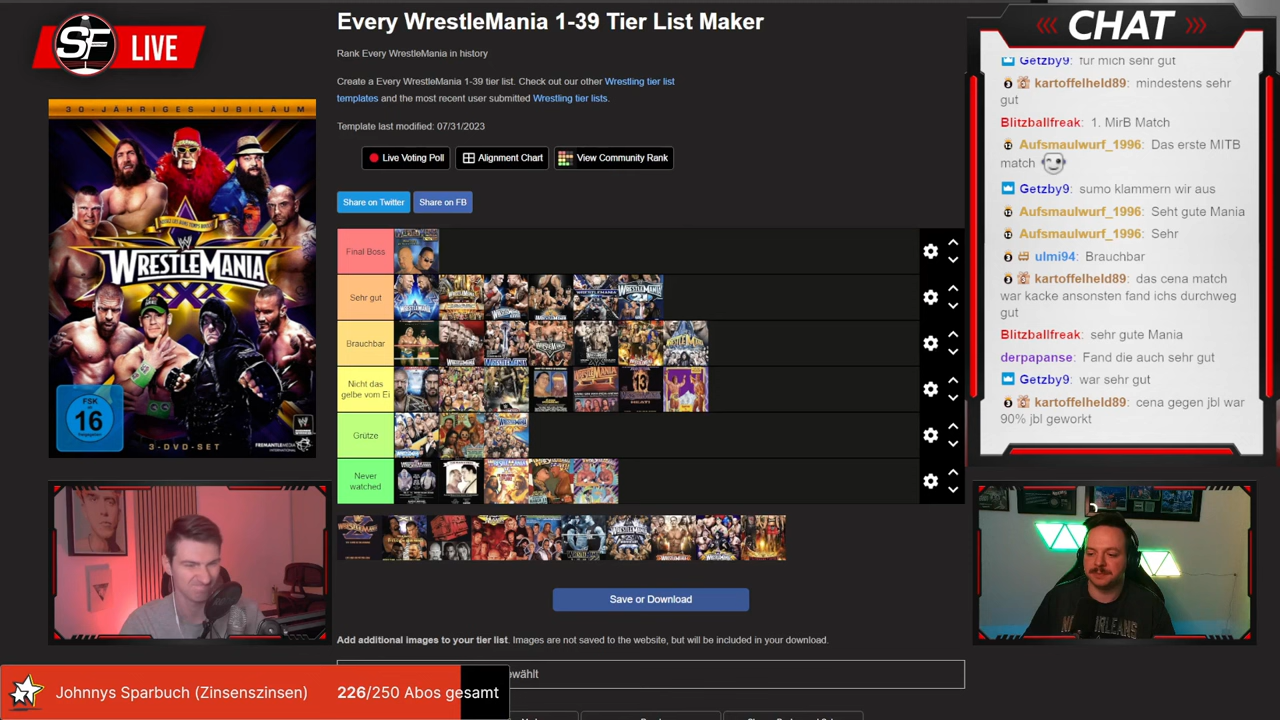 SF LIVE
30-JÄHRIGES JUBILÄUM
WRESTLEMANIA
XXX
FSK
ab
16
freigegeben
3-DVD-SET
FREMANTLEMEDIA
INTERNATIONAL
Every WrestleMania 1-39 Tier List Maker
Rank Every WrestleMania in history
Create a Every WrestleMania 1-39 tier list. Check out our other Wrestling tier list
templates and the most recent user submitted Wrestling tier lists.
Template last modified: 07/31/2023
Live Voting Poll
Alignment Chart
View Community Rank
Share on Twitter
Share on FB
Final Boss
Sehr gut
Brauchbar
Nicht das
gelbe vom Ei
Grütze
Never
watched
Save or Download
Add additional images to your tier list. Images are not saved to the website, but will be included in your download.
ewählt
CHAT
Getzby9: für mich sehr gut
kartoffelheld89: mindestens sehr
gut
Blitzballfreak: 1. MirB Match
Aufsmaulwurf_1996: Das erste MITB
match
Getzby9: sumo klammern wir aus
Aufsmaulwurf_1996: Seht gute Mania
Aufsmaulwurf_1996: Sehr
ulmi94: Brauchbar
kartoffelheld89: das cena match
war kacke ansonsten fand ichs durchweg
gut
Blitzballfreak: sehr gute Mania
derpapanse: Fand die auch sehr gut
Getzby9: war sehr gut
kartoffelheld89: cena gegen jbl war
90% jbl geworkt
NEW ORLEANS
Johnnys Sparbuch (Zinsenszinsen)
226/250 Abos gesamt